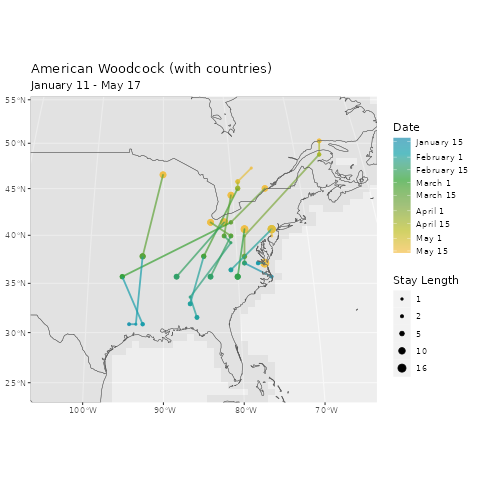 American Woodcock (with countries)
January 11 - May 17
55°N
50°N
45°N
40°N
35°N
30°N
25°N
100°W
90°W
80°W
70°W
Date
January 15
February 1
February 15
March 1
March 15
April 1
April 15
May 1
May 15
Stay Length
1
2
5
10
16